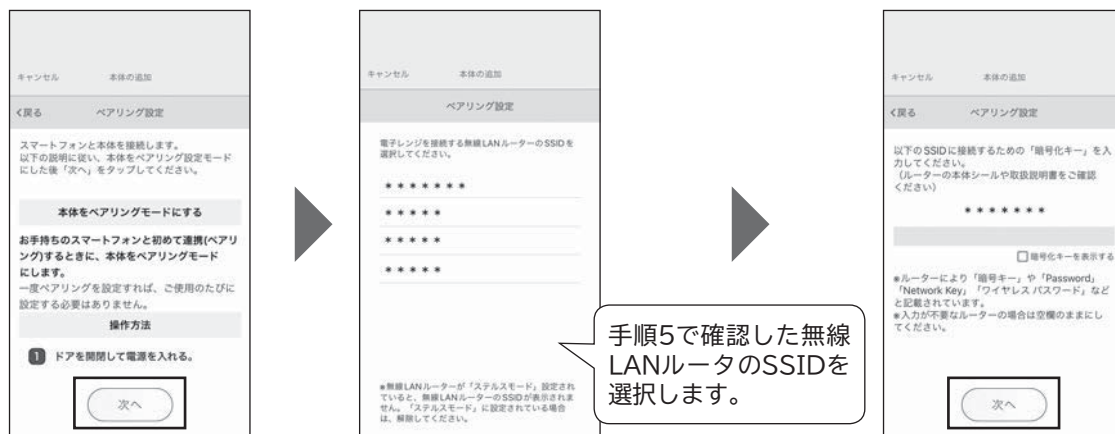 キャンセル 本体の追加
<戻る ペアリング設定
スマートフォンと本体を接続します。
以下の説明に従い、本体をペアリング設定モード
にした後「次へ」をタップしてください。
本体をペアリングモードにする
お手持ちのスマートフォンと初めて連携(ペアリ
ング)するときに、本体をペアリングモード
にします。
一度ペアリングを設定すれば、ご使用のたびに
設定する必要はありません。
操作方法
1 ドアを開閉して電源を入れる。
次へ
キャンセル 本体の追加
ペアリング設定
電子レンジを接続する無線LANルーターのSSIDを
選択してください。
*******
*****
*****
*****
※無線LANルーターが「ステルスモード」設定され
ていると、無線LANルーターのSSIDが表示されま
せん。「ステルスモード」に設定されている場合
は、解除してください。
手順5で確認した無線
LANルータのSSIDを
選択します。
キャンセル 本体の追加
<戻る ペアリング設定
以下のSSIDに接続するための「暗号化キー」を入
力してください。
(ルーターの本体シールや取扱説明書をご確認
ください)
*******
暗号化キーを表示する
※ルーターにより「暗号キー」や「Password」
「Network Key」「ワイヤレス パスワード」など
と記載されています。
※入力が不要なルーターの場合は空欄のままにし
てください。
次へ